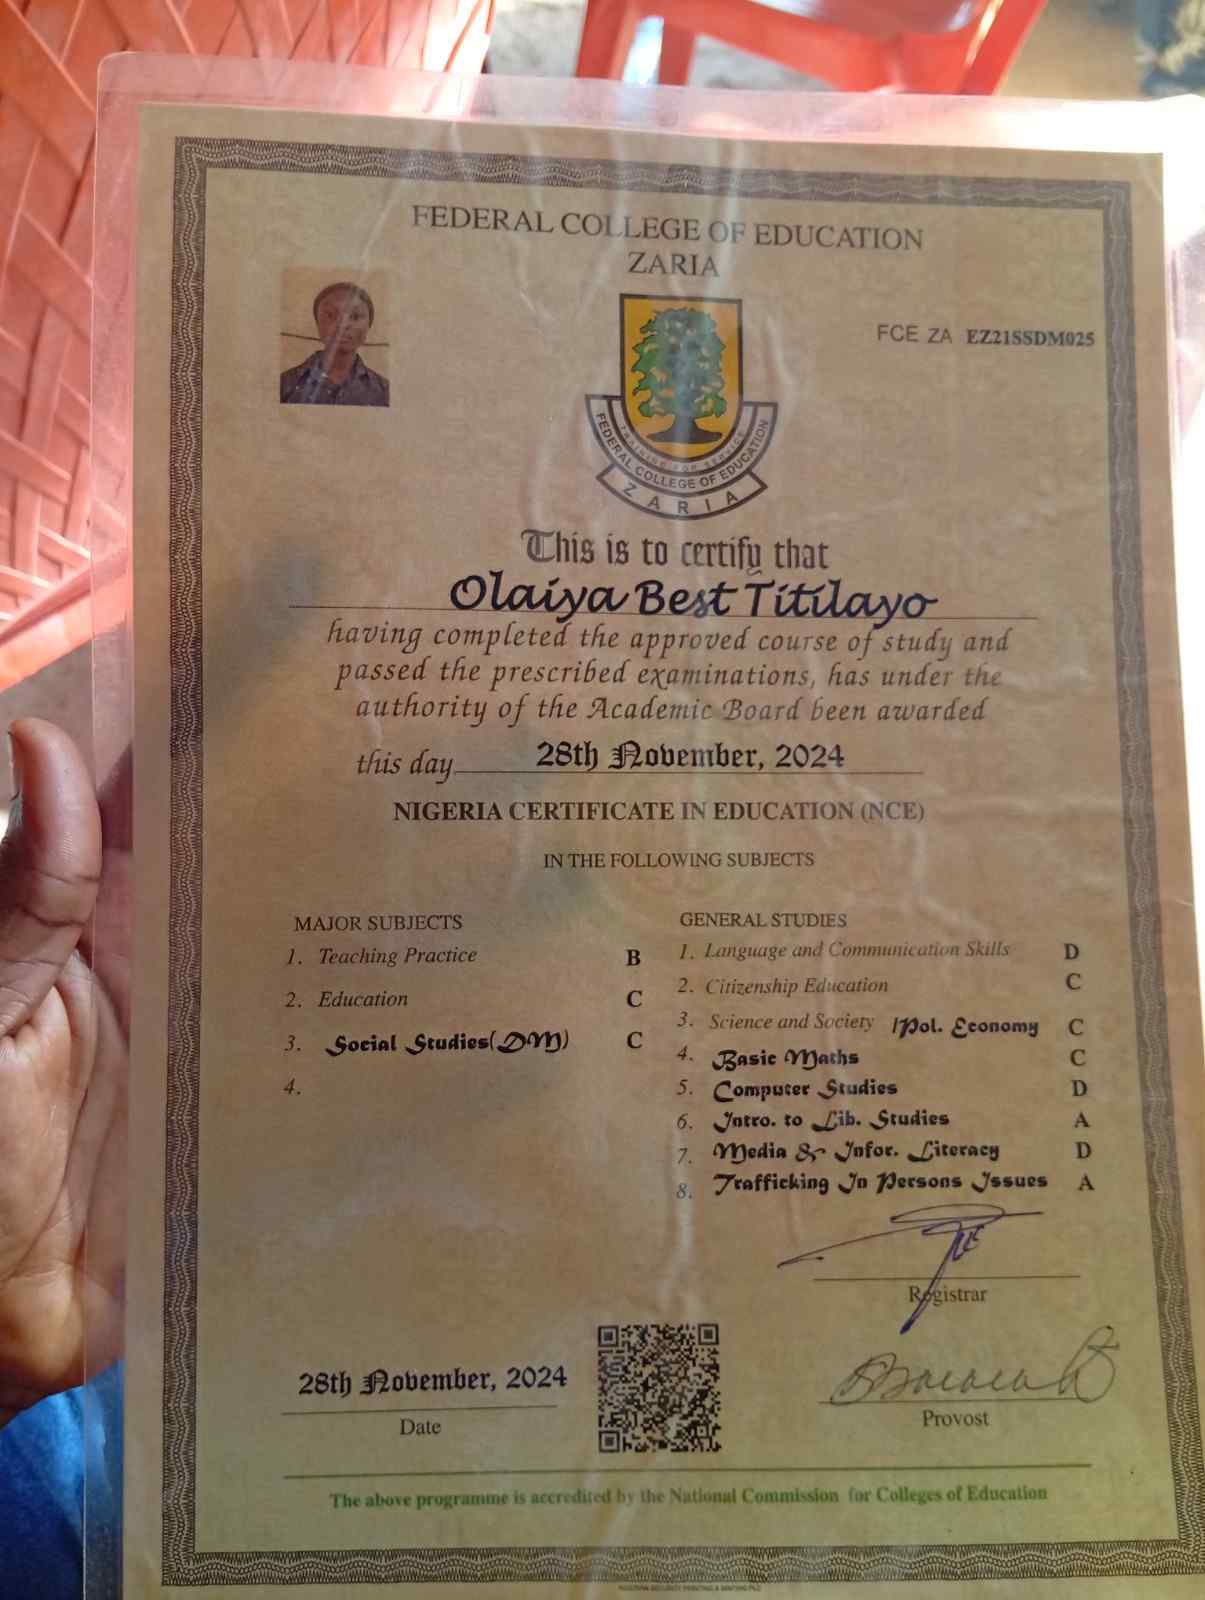 FEDERAL COLLEGE OF EDUCATION
ZARIA
FCE ZA EZ21SSDM025
TRAINING FOR SERVICE
FEDERAL COLLEGE OF EDUCATION
ZARIA
This is to certify that
Olaiya Best Titilayo
having completed the approved course of study and
passed the prescribed examinations, has under the
authority of the Academic Board been awarded
this day 28th November, 2024
NIGERIA CERTIFICATE IN EDUCATION (NCE)
IN THE FOLLOWING SUBJECTS
MAJOR SUBJECTS
1. Teaching Practice B
2. Education C
3. Social Studies(DM) C
4.
GENERAL STUDIES
1. Language and Communication Skills D
2. Citizenship Education C
3. Science and Society /Pol. Economy C
4. Basic Maths C
5. Computer Studies D
6. Intro. to Lib. Studies A
7. Media & Infor. Literacy D
8. Trafficking In Persons Issues A
Registrar
28th November, 2024
Date
Provost
The above programme is accredited by the National Commission for Colleges of Education